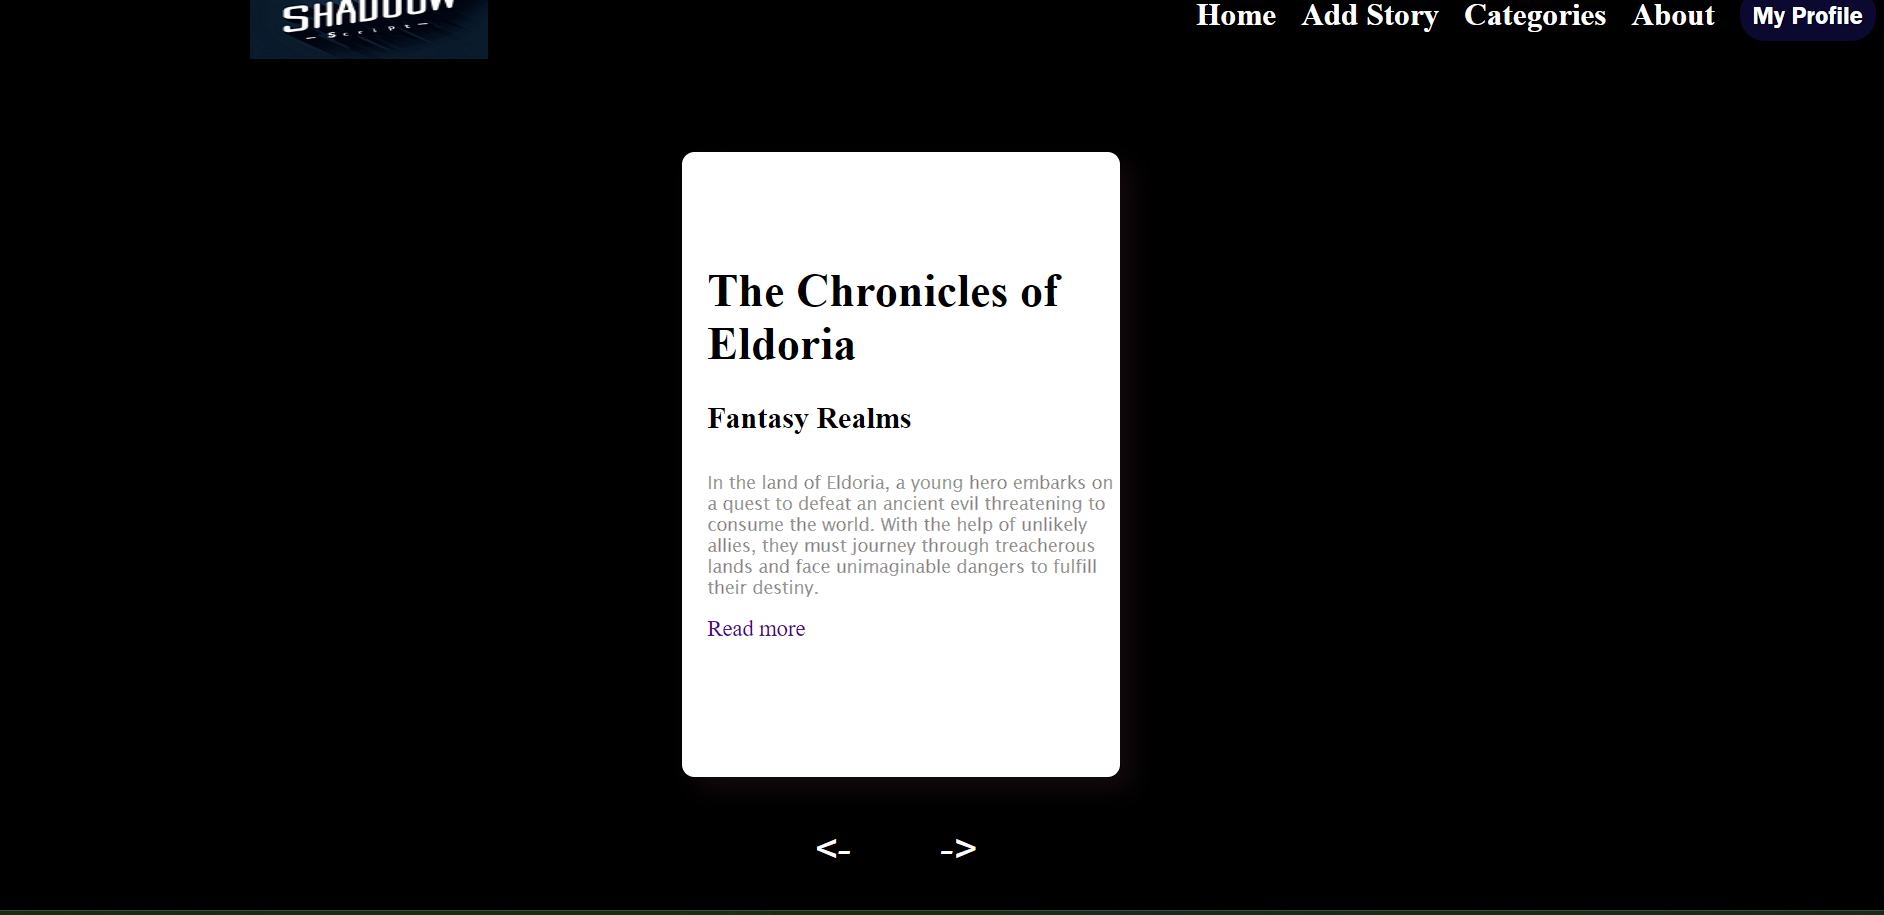 SHADOOW
– Script –
Home Add Story Categories About My Profile
The Chronicles of
Eldoria
Fantasy Realms
In the land of Eldoria, a young hero embarks on
a quest to defeat an ancient evil threatening to
consume the world. With the help of unlikely
allies, they must journey through treacherous
lands and face unimaginable dangers to fulfill
their destiny.
Read more
<- ->